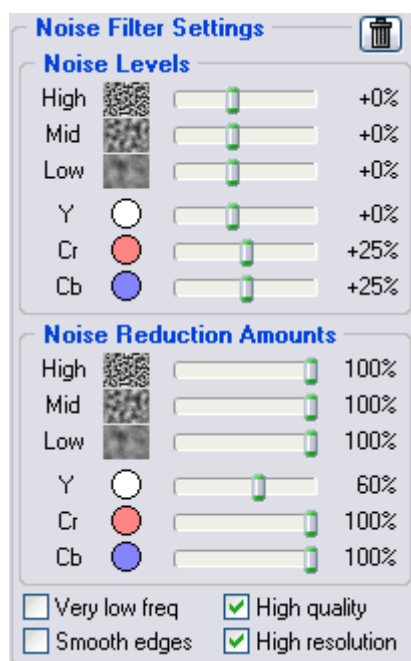 Noise Filter Settings
Noise Levels
High +0%
Mid +0%
Low +0%
Y +0%
Cr +25%
Cb +25%
Noise Reduction Amounts
High 100%
Mid 100%
Low 100%
Y 60%
Cr 100%
Cb 100%
Very low freq High quality
Smooth edges High resolution